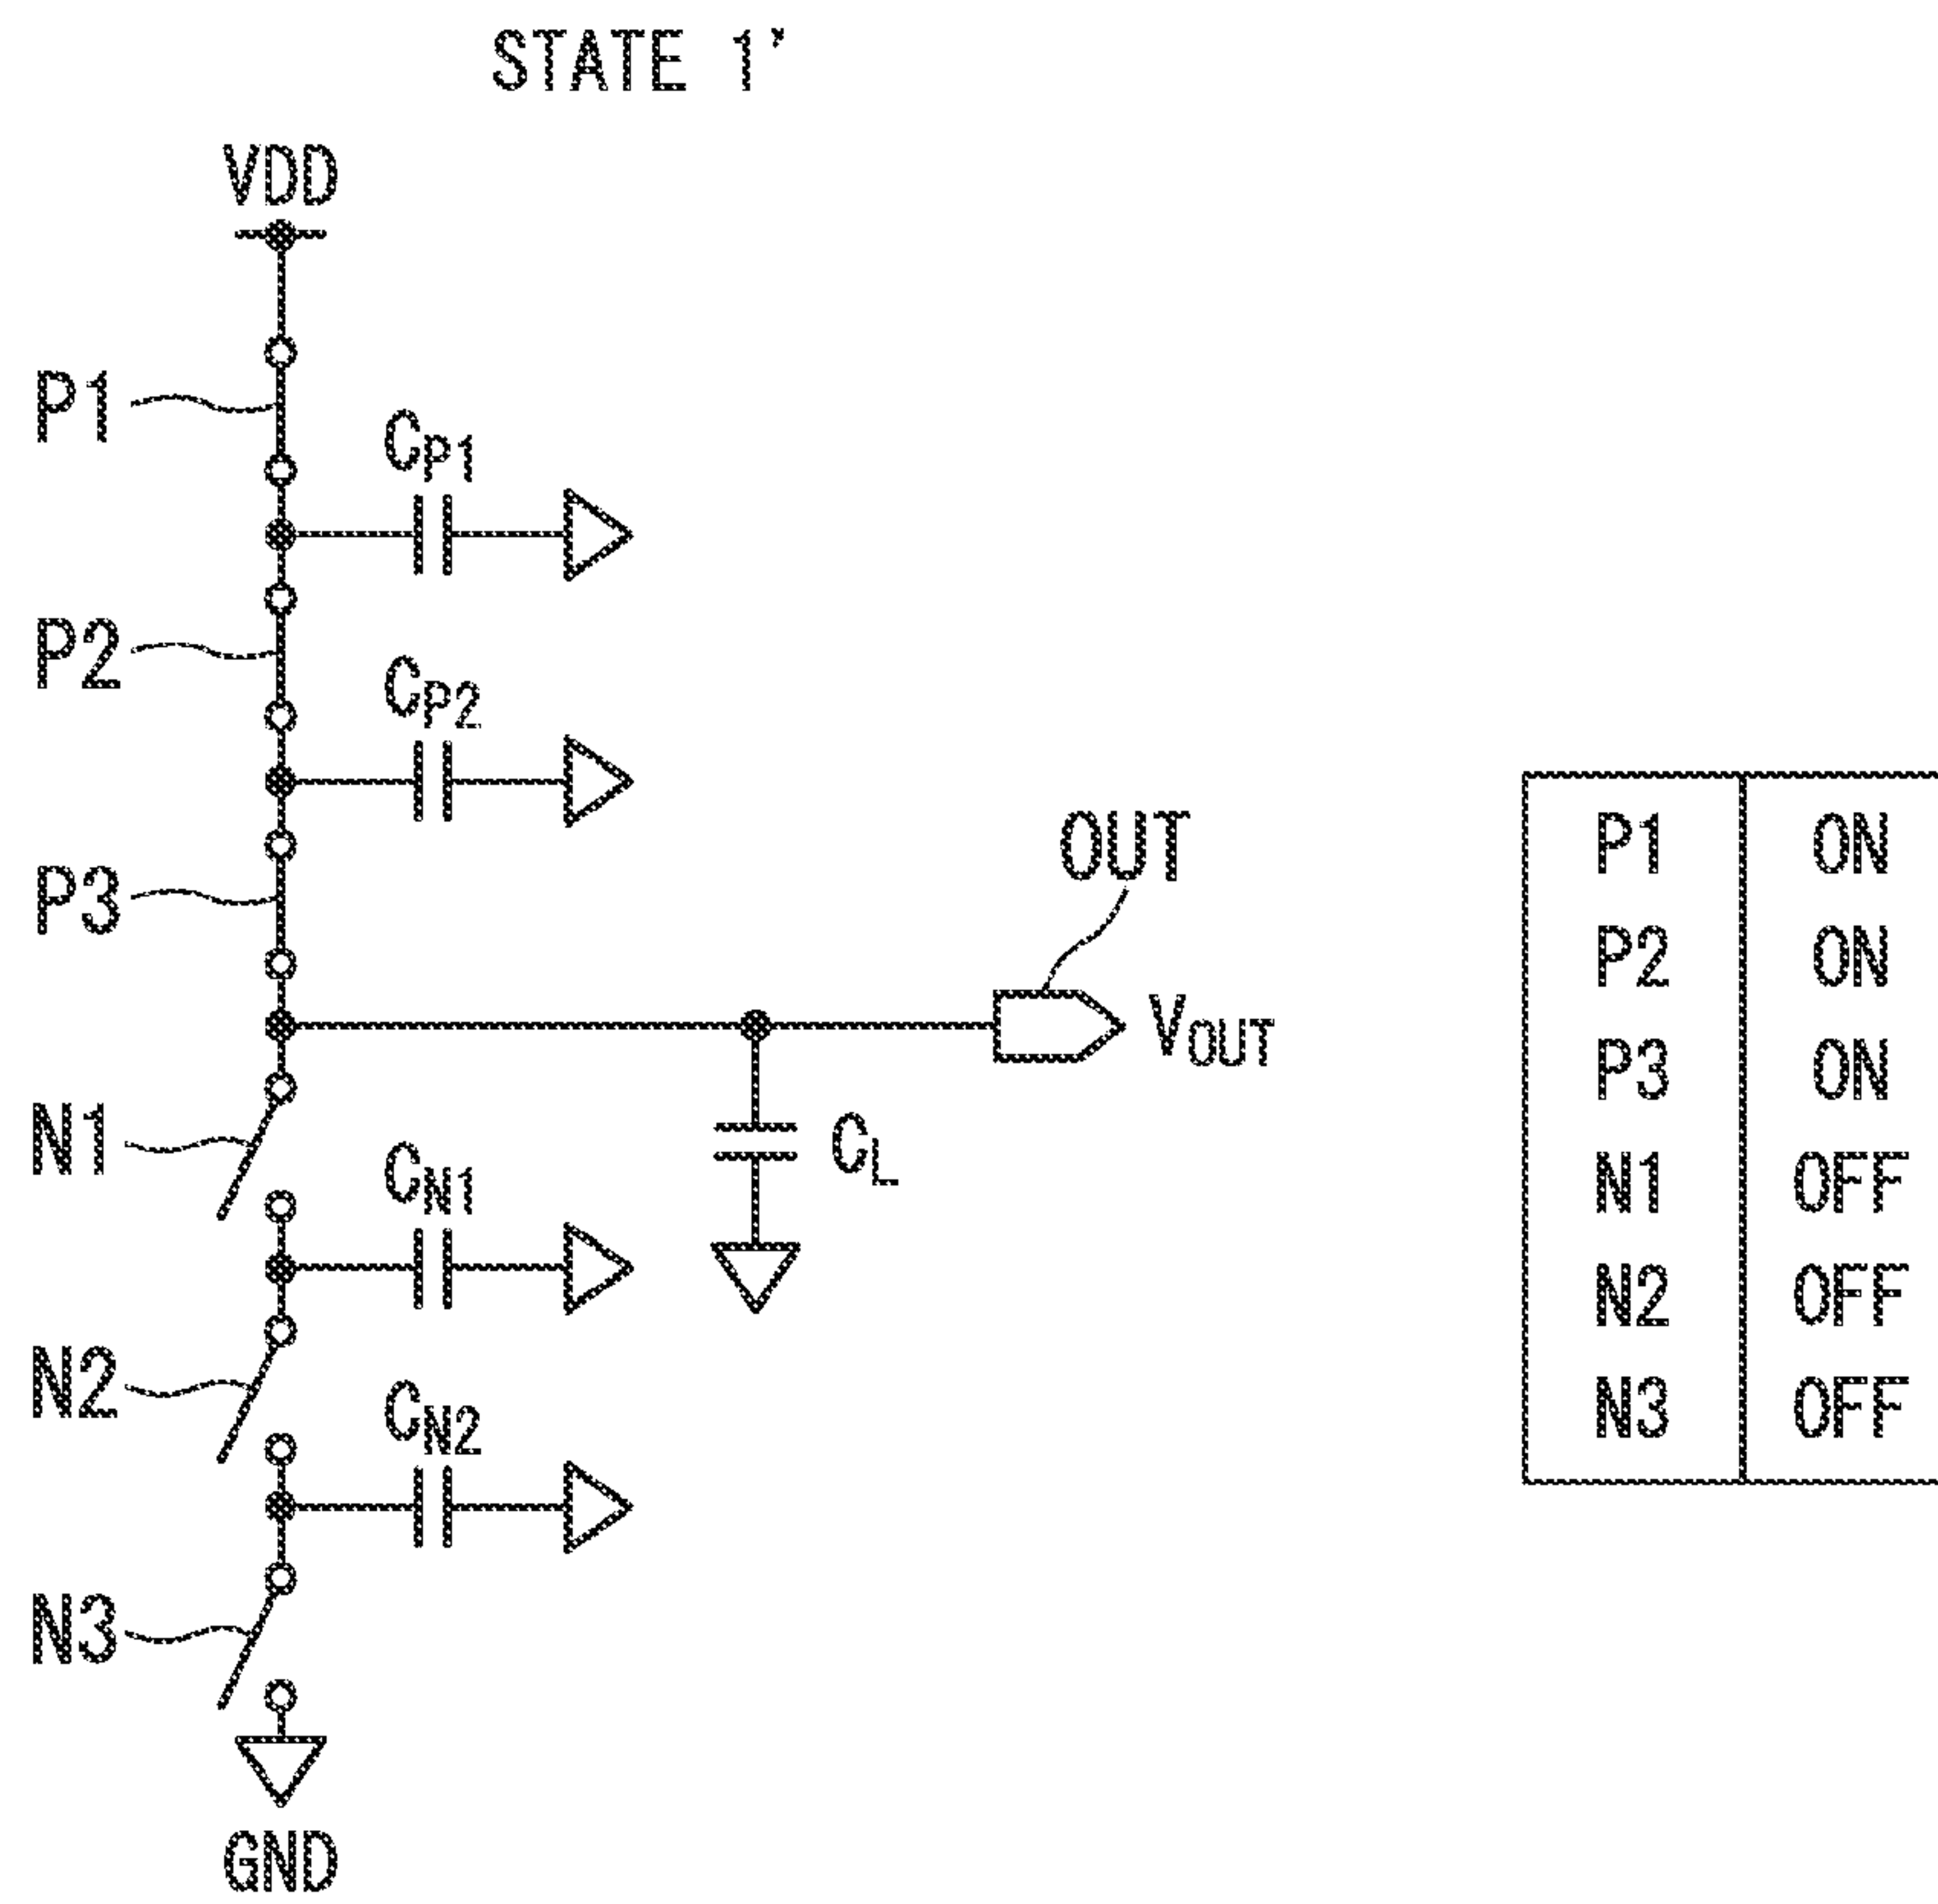 STATE 1'
VDD
P1
CP1
P2
CP2
P3
OUT
VOUT
N1
CN1
CL
N2
CN2
N3
GND
P1 ON
P2 ON
P3 ON
N1 OFF
N2 OFF
N3 OFF